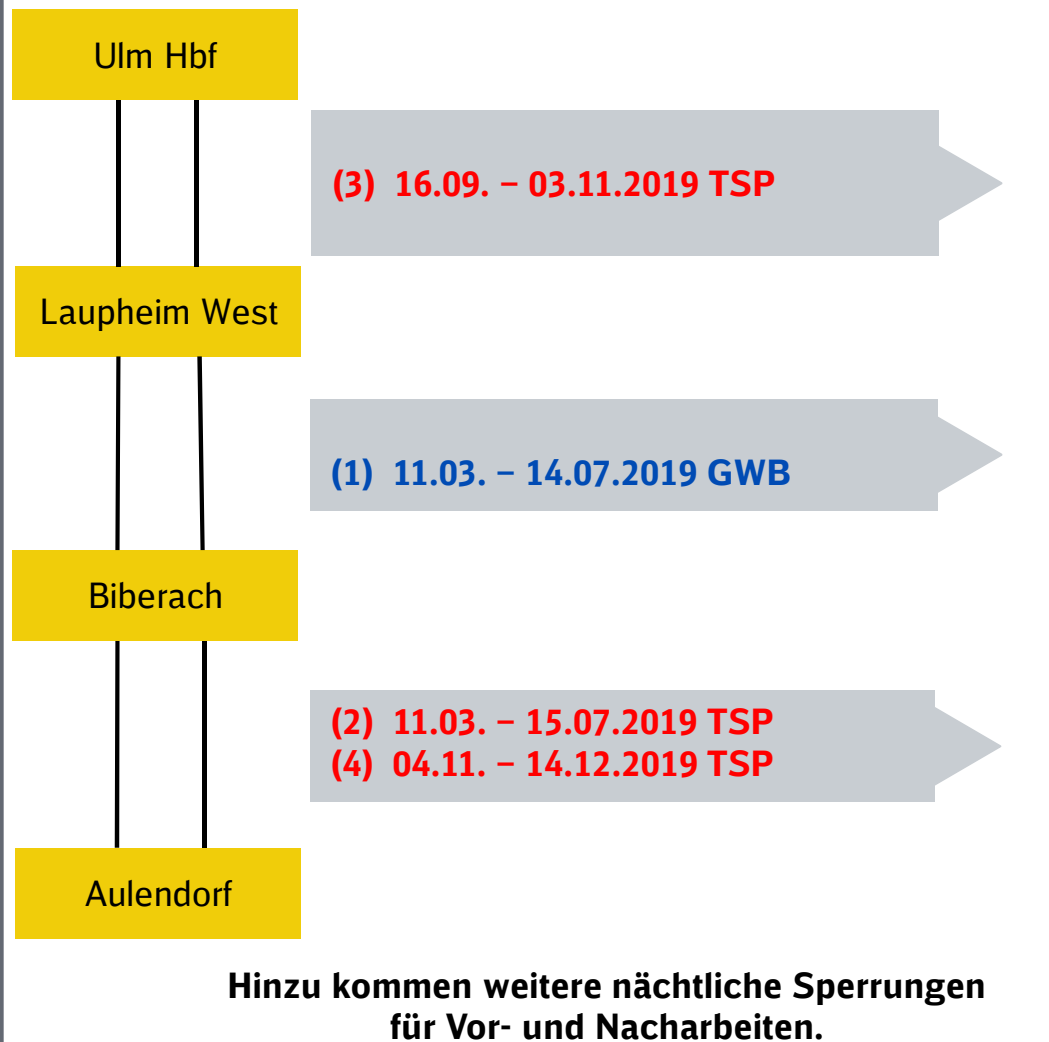 Ulm Hbf
(3) 16.09. – 03.11.2019 TSP
Laupheim West
(1) 11.03. – 14.07.2019 GWB
Biberach
(2) 11.03. – 15.07.2019 TSP
(4) 04.11. – 14.12.2019 TSP
Aulendorf
Hinzu kommen weitere nächtliche Sperrungen
für Vor- und Nacharbeiten.